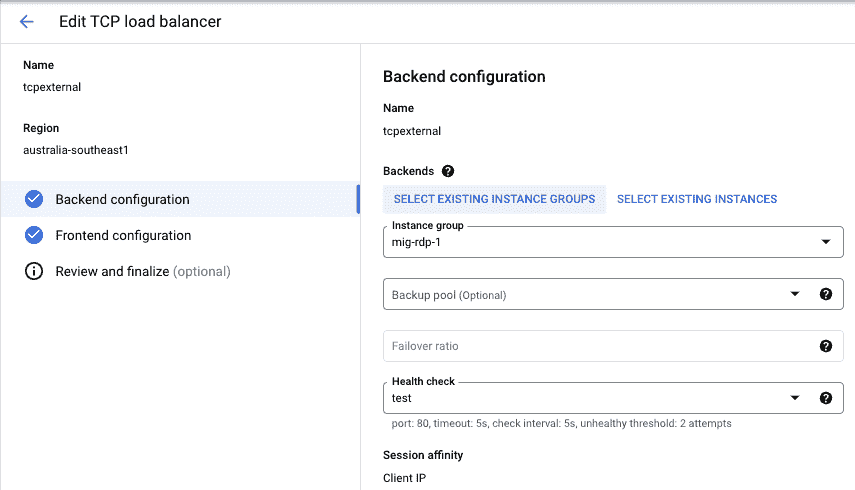 Edit TCP load balancer
Name
tcpexternal
Region
australia-southeast1
Backend configuration
Frontend configuration
Review and finalize (optional)
Backend configuration
Name
tcpexternal
Backends
SELECT EXISTING INSTANCE GROUPS SELECT EXISTING INSTANCES
Instance group
mig-rdp-1
Backup pool (Optional)
Failover ratio
Health check
test
port: 80, timeout: 5s, check interval: 5s, unhealthy threshold: 2 attempts
Session affinity
Client IP